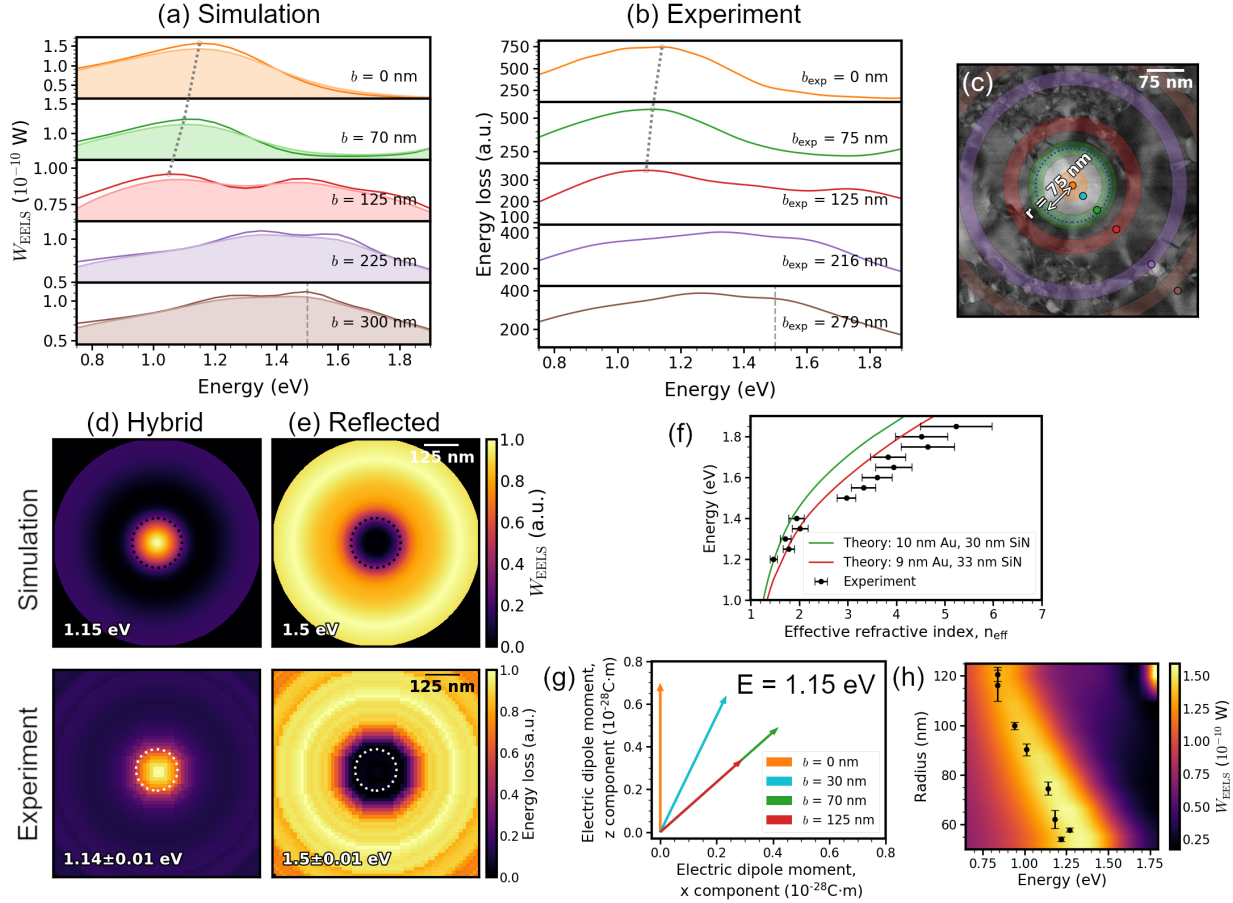 (a) Simulation
W_EELS (10⁻¹⁰ W)
1.5
1.0
0.5
b = 0 nm
1.5
1.0
b = 70 nm
1.00
0.75
b = 125 nm
1.0
0.5
b = 225 nm
1.0
0.5
b = 300 nm
0.8 1.0 1.2 1.4 1.6 1.8
Energy (eV)
(b) Experiment
Energy loss (a.u.)
750
500
250
b_exp = 0 nm
500
250
b_exp = 75 nm
300
200
100
b_exp = 125 nm
400
200
b_exp = 216 nm
400
200
b_exp = 279 nm
0.8 1.0 1.2 1.4 1.6 1.8
Energy (eV)
(c)
75 nm
r = 75 nm
(d) Hybrid
(e) Reflected
Simulation
1.15 eV
125 nm
1.5 eV
1.0
0.8
0.6
0.4
0.2
0.0
W_EELS (a.u.)
Experiment
1.14±0.01 eV
125 nm
1.5±0.01 eV
1.0
0.8
0.6
0.4
0.2
0.0
Energy loss (a.u.)
(f)
Energy (eV)
1.8
1.6
1.4
1.2
1.0
Theory: 10 nm Au, 30 nm SiN
Theory: 9 nm Au, 33 nm SiN
Experiment
1 2 3 4 5 6 7
Effective refractive index, n_eff
(g)
Electric dipole moment,
z component (10⁻²⁸C·m)
0.8
0.6
0.4
0.2
0.0
E = 1.15 eV
b = 0 nm
b = 30 nm
b = 70 nm
b = 125 nm
0.0 0.2 0.4 0.6 0.8
Electric dipole moment,
x component (10⁻²⁸C·m)
(h)
Radius (nm)
120
100
80
60
0.75 1.00 1.25 1.50 1.75
Energy (eV)
1.50
1.25
1.00
0.75
0.50
0.25
W_EELS (10⁻¹⁰ W)